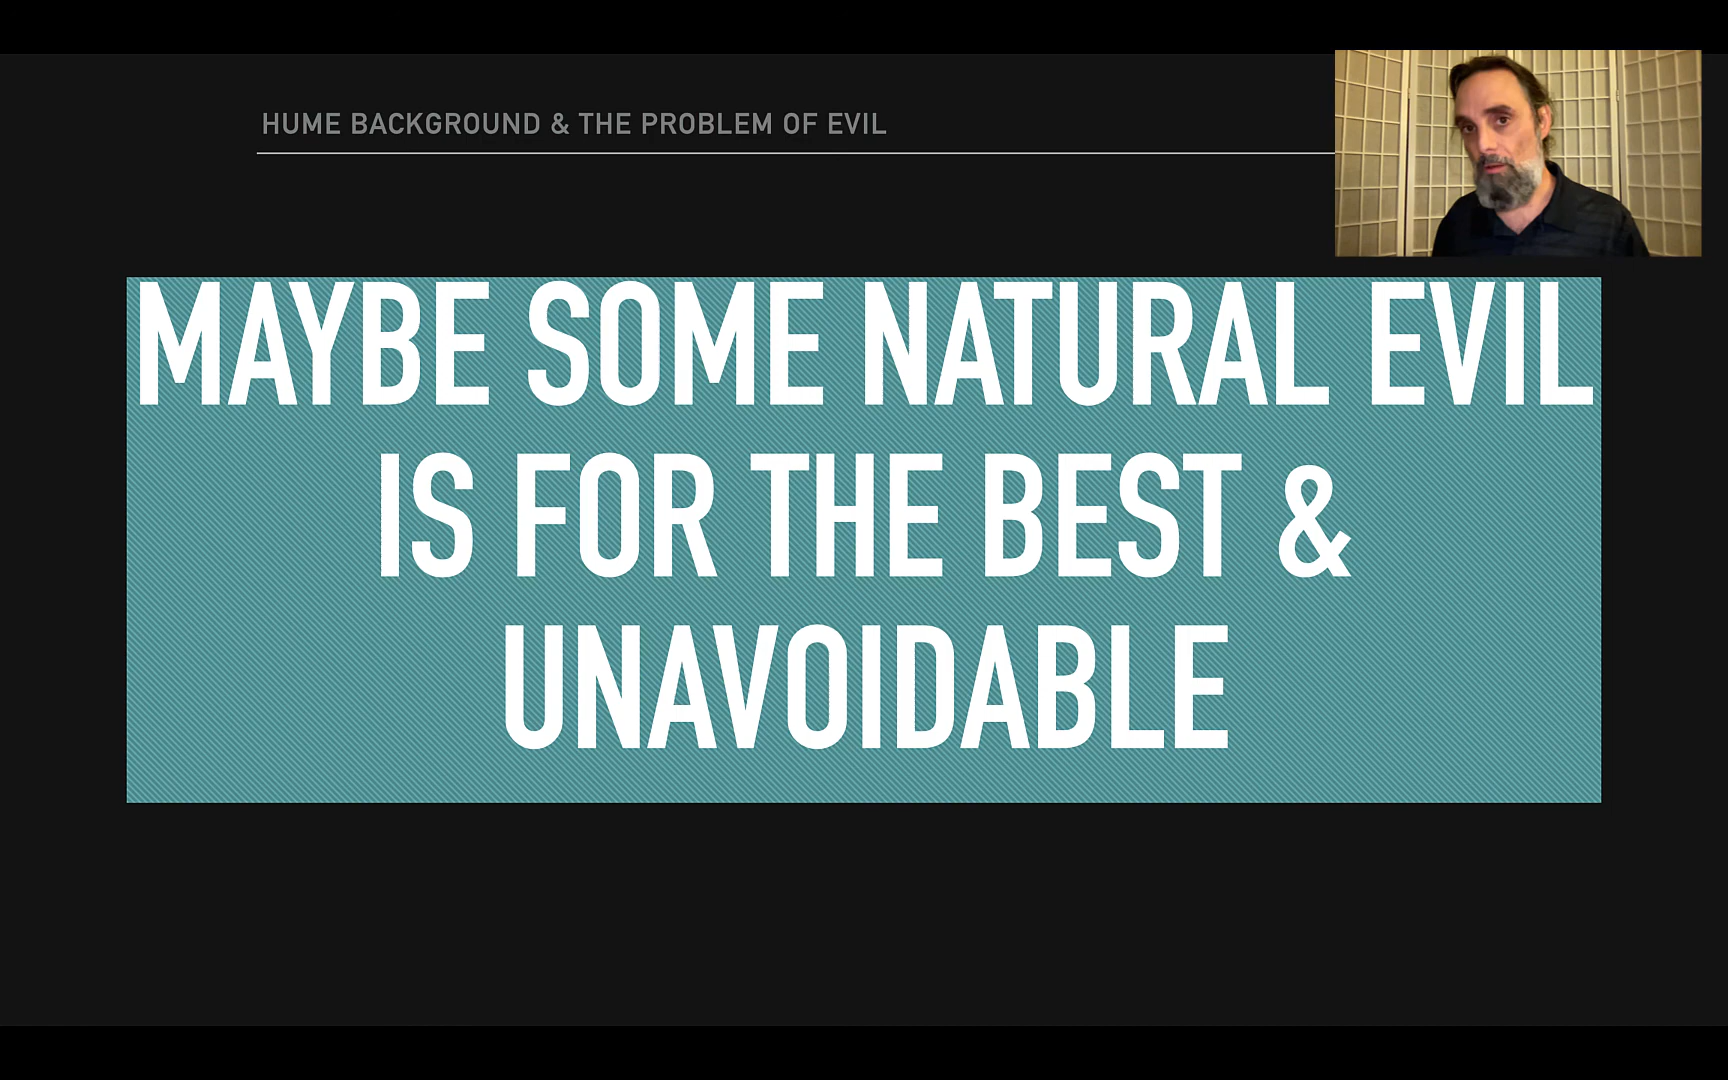 HUME BACKGROUND & THE PROBLEM OF EVIL
MAYBE SOME NATURAL EVIL
IS FOR THE BEST &
UNAVOIDABLE